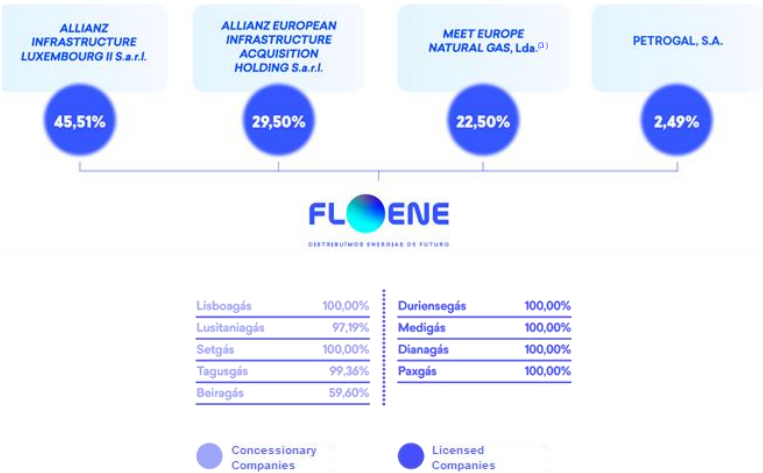 ALLIANZ
INFRASTRUCTURE
LUXEMBOURG II S.a.r.l.
45,51%
ALLIANZ EUROPEAN
INFRASTRUCTURE
ACQUISITION
HOLDING S.a.r.l.
29,50%
MEET EUROPE
NATURAL GAS, Lda.(3)
22,50%
PETROGAL, S.A.
2,49%
FLOENE
DISTRIBUÍMOS ENERGIAS DE FUTURO
Lisboagás 100,00%
Lusitaniagás 97,19%
Setgás 100,00%
Tagusgás 99,36%
Beiragás 59,60%
Duriensegás 100,00%
Medigás 100,00%
Dianagás 100,00%
Paxgás 100,00%
Concessionary
Companies
Licensed
Companies